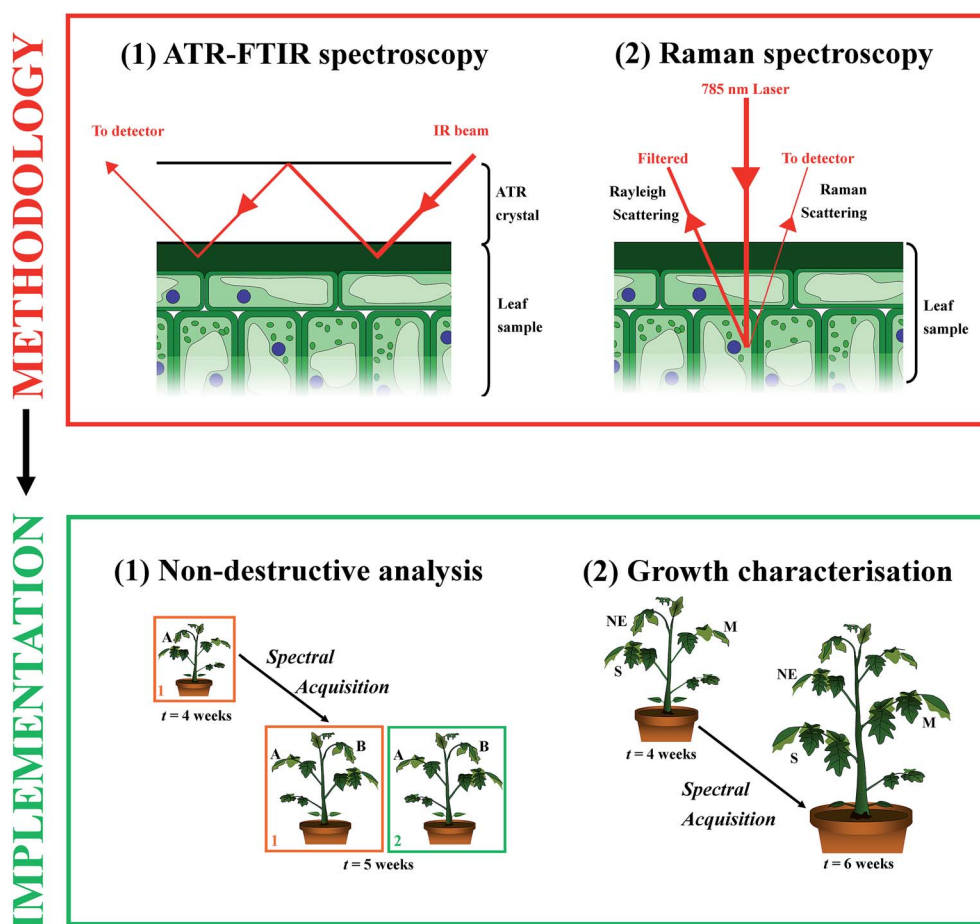 METHODOLOGY
(1) ATR-FTIR spectroscopy
To detector
IR beam
ATR
crystal
Leaf
sample
(2) Raman spectroscopy
785 nm Laser
Filtered
To detector
Rayleigh
Scattering
Raman
Scattering
Leaf
sample
IMPLEMENTATION
(1) Non-destructive analysis
A
1
t = 4 weeks
Spectral
Acquisition
A
B
1
A
B
2
t = 5 weeks
(2) Growth characterisation
NE
M
S
t = 4 weeks
Spectral
Acquisition
NE
M
S
t = 6 weeks